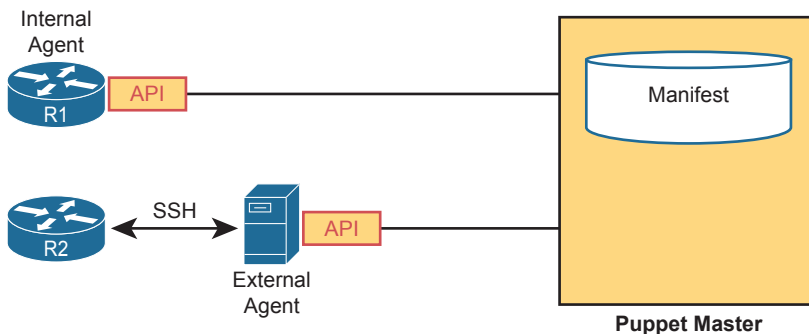 Internal
Agent
API
R1
Manifest
SSH
R2
API
External
Agent
Puppet Master